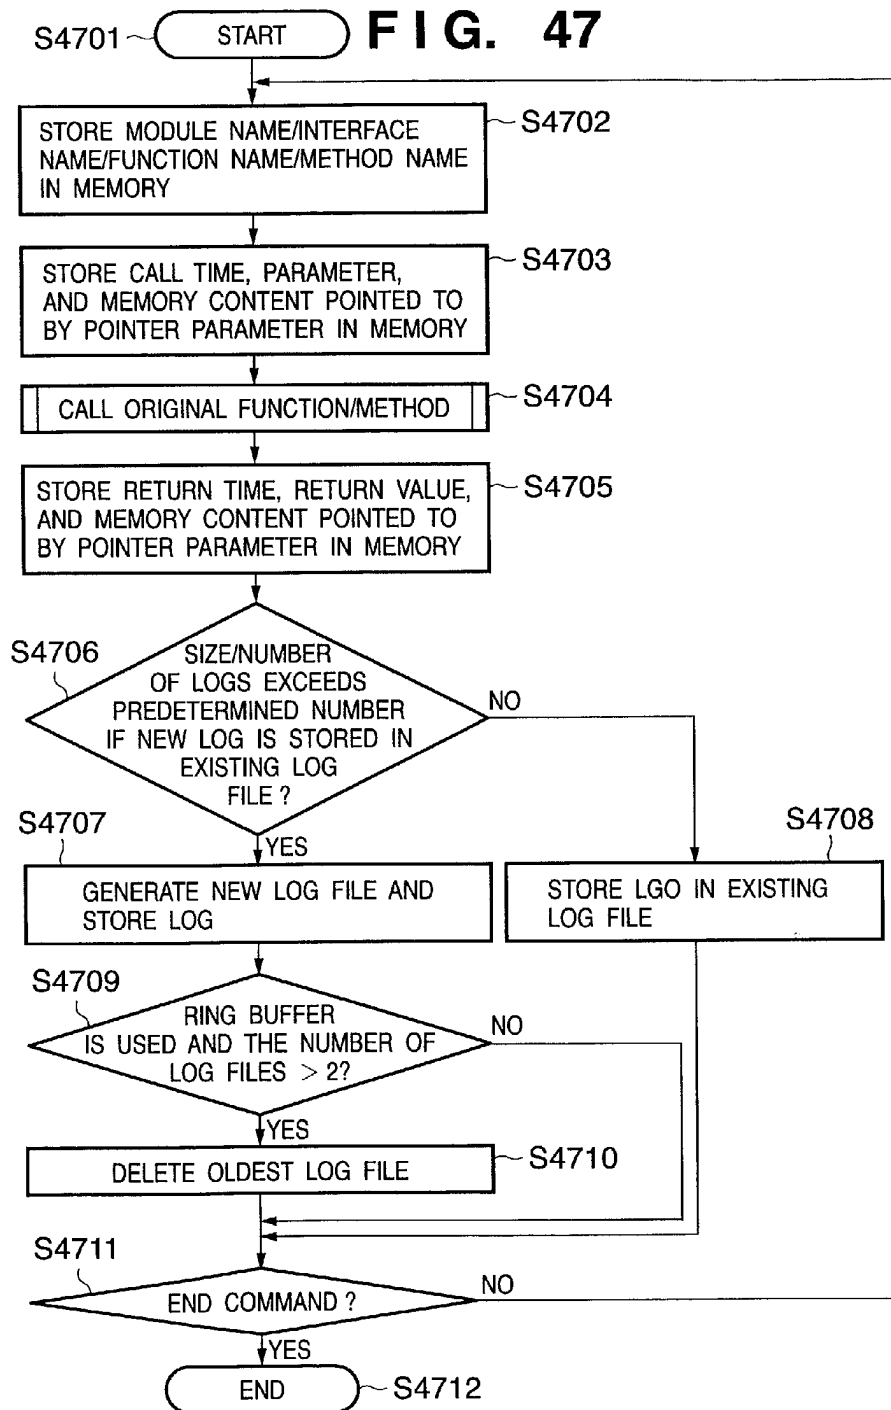 FIG. 47
S4701
START
S4702
STORE MODULE NAME/INTERFACE
NAME/FUNCTION NAME/METHOD NAME
IN MEMORY
S4703
STORE CALL TIME, PARAMETER,
AND MEMORY CONTENT POINTED TO
BY POINTER PARAMETER IN MEMORY
S4704
CALL ORIGINAL FUNCTION/METHOD
S4705
STORE RETURN TIME, RETURN VALUE,
AND MEMORY CONTENT POINTED TO
BY POINTER PARAMETER IN MEMORY
S4706
SIZE/NUMBER
OF LOGS EXCEEDS
PREDETERMINED NUMBER
IF NEW LOG IS STORED IN
EXISTING LOG
FILE?
NO
YES
S4707
GENERATE NEW LOG FILE AND
STORE LOG
S4708
STORE LGO IN EXISTING
LOG FILE
S4709
RING BUFFER
IS USED AND THE NUMBER OF
LOG FILES > 2?
NO
YES
S4710
DELETE OLDEST LOG FILE
S4711
END COMMAND?
NO
YES
END
S4712